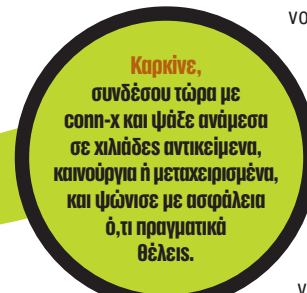 νο
Καρκίνε,
συνδέσου τώρα με
conn-x και ψάξε ανάμεσα
σε χιλιάδες αντικείμενα,
καινούργια ή μεταχειρισμένα,
και ψώνισε με ασφάλεια
ό,τι πραγματικά
θέλεις.